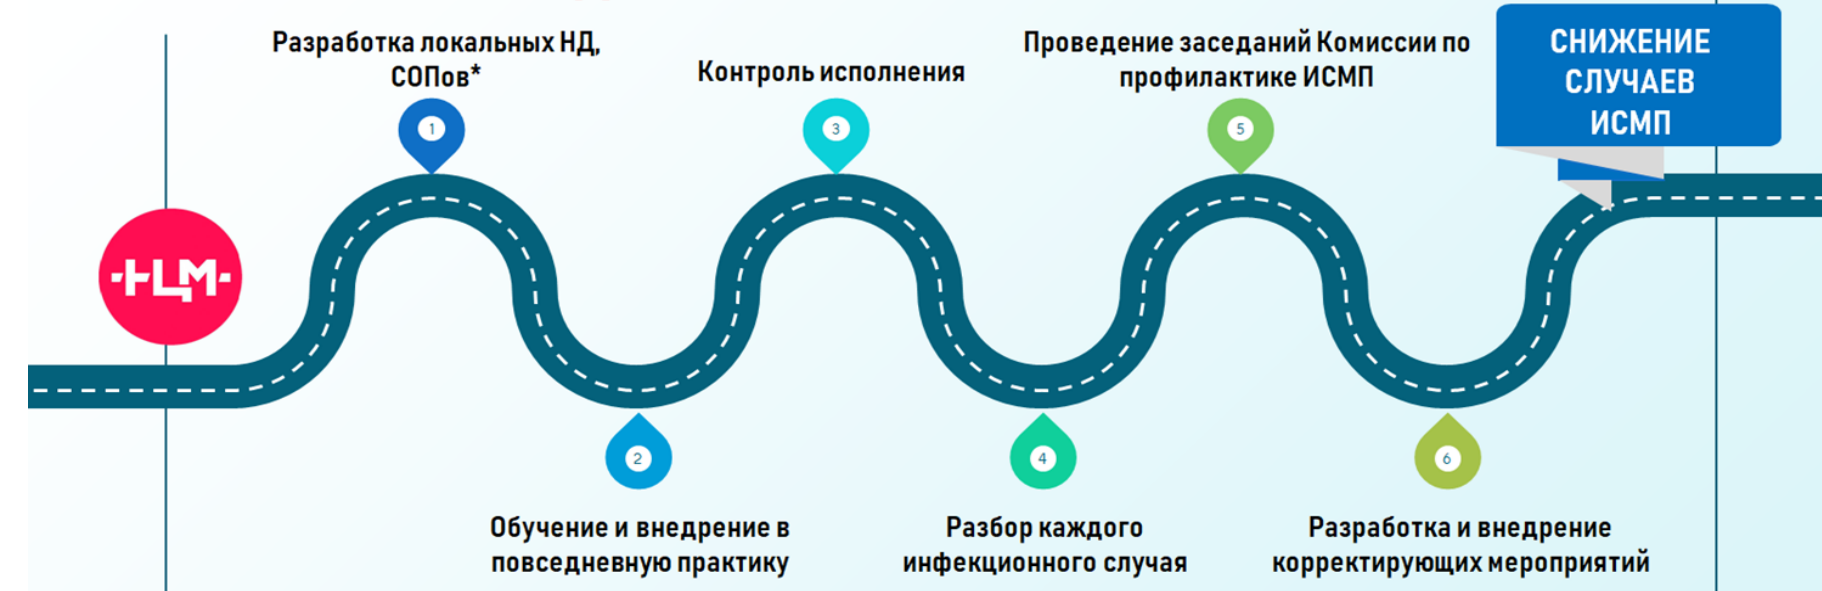 Разработка локальных НД,
СОПов*
1
Контроль исполнения
3
Проведение заседаний Комиссии по
профилактике ИСМП
5
СНИЖЕНИЕ
СЛУЧАЕВ
ИСМП
НЦМ
2
Обучение и внедрение в
повседневную практику
4
Разбор каждого
инфекционного случая
6
Разработка и внедрение
корректирующих мероприятий